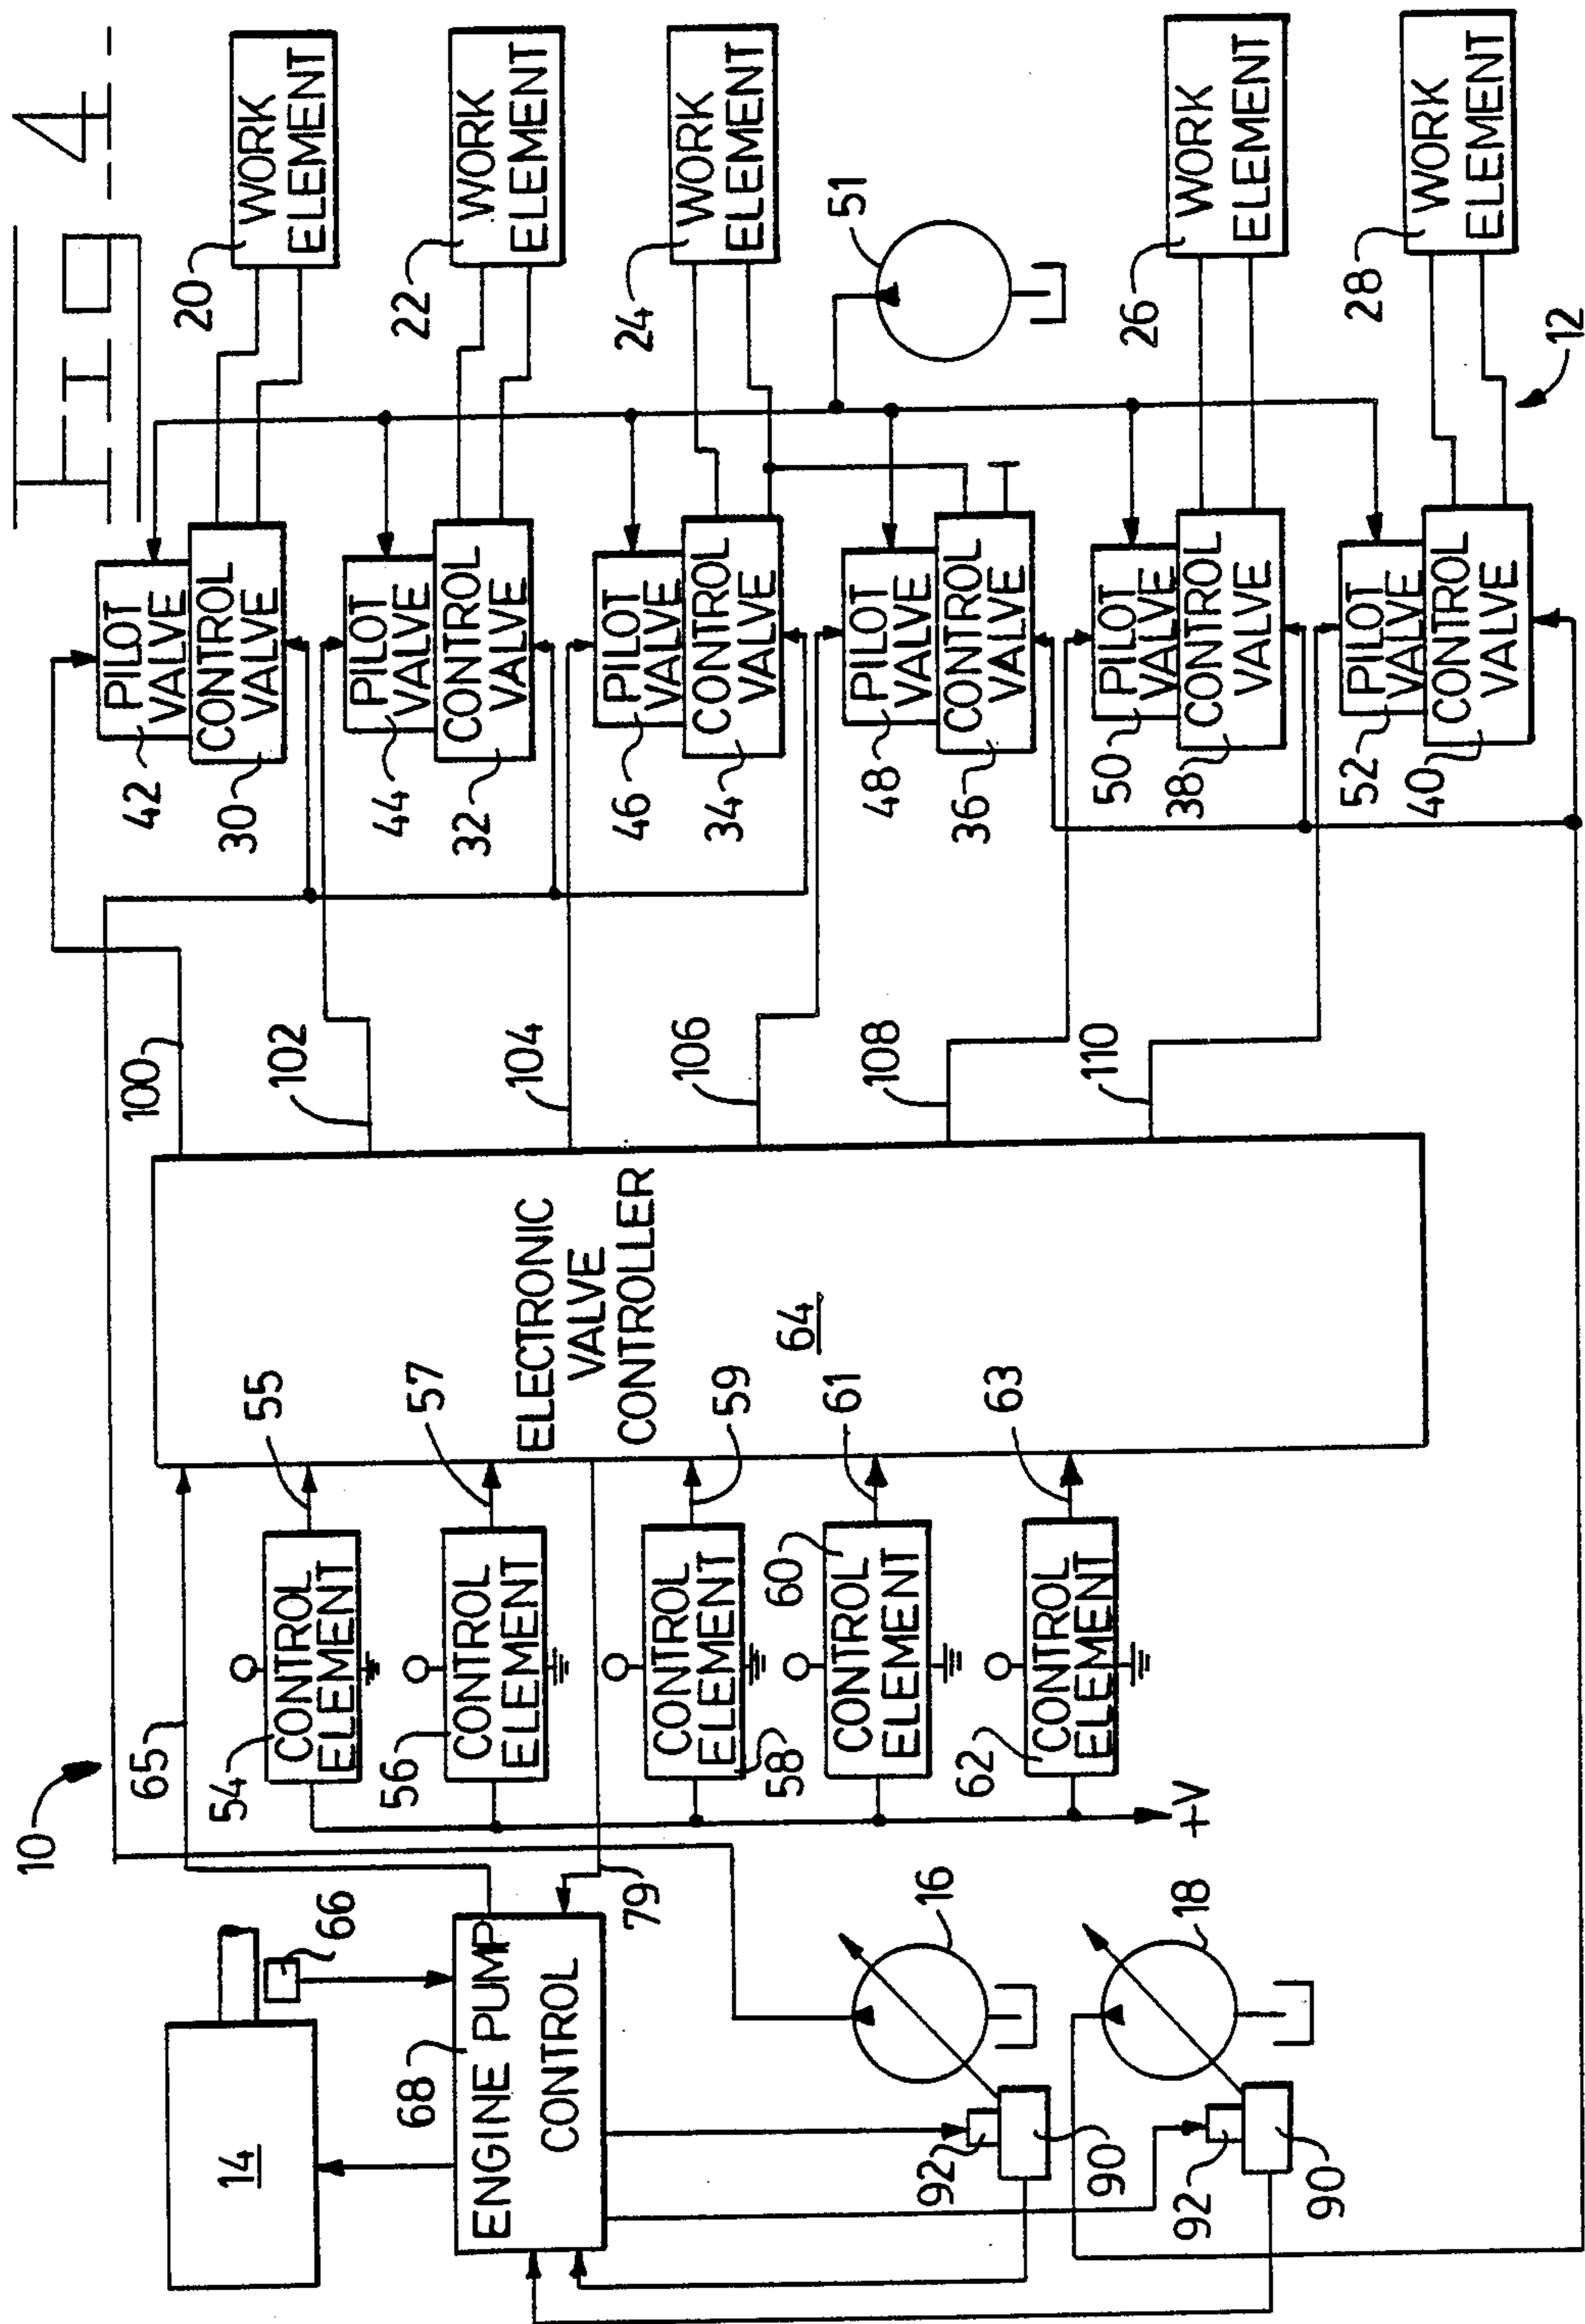 FIG 4
10
14
66
68
ENGINE PUMP
CONTROL
65
79
92
90
16
92
90
18
54
CONTROL
ELEMENT
55
56
CONTROL
ELEMENT
57
58
CONTROL
ELEMENT
59
60
CONTROL
ELEMENT
61
62
CONTROL
ELEMENT
63
+V
ELECTRONIC
VALVE
CONTROLLER
64
100
102
104
106
108
110
42
PILOT
VALVE
30
CONTROL
VALVE
44
PILOT
VALVE
32
CONTROL
VALVE
46
PILOT
VALVE
34
CONTROL
VALVE
48
PILOT
VALVE
36
CONTROL
VALVE
50
PILOT
VALVE
38
CONTROL
VALVE
52
PILOT
VALVE
40
CONTROL
VALVE
20
WORK
ELEMENT
22
WORK
ELEMENT
24
WORK
ELEMENT
51
26
WORK
ELEMENT
28
WORK
ELEMENT
12